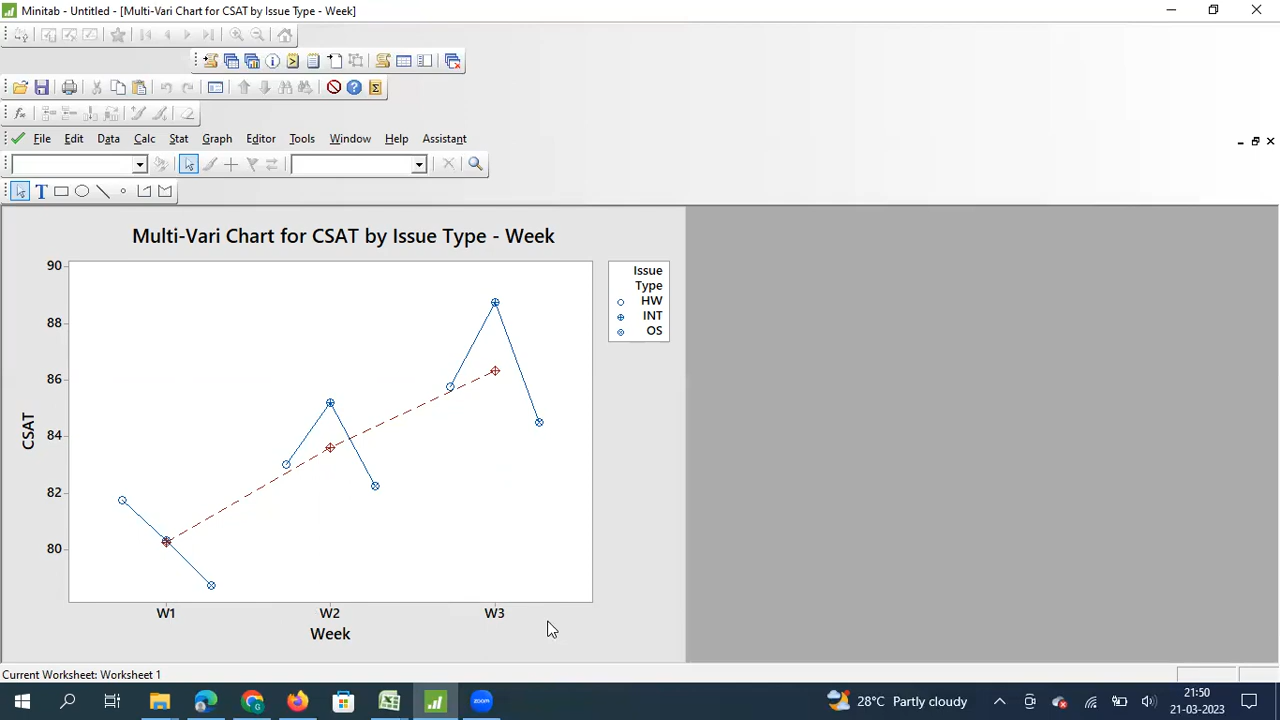 Minitab - Untitled - [Multi-Vari Chart for CSAT by Issue Type - Week]
File Edit Data Calc Stat Graph Editor Tools Window Help Assistant
Multi-Vari Chart for CSAT by Issue Type - Week
Issue
Type
HW
INT
OS
90
88
86
84
82
80
CSAT
W1 W2 W3
Week
Current Worksheet: Worksheet 1
28°C Partly cloudy
21:50
21-03-2023